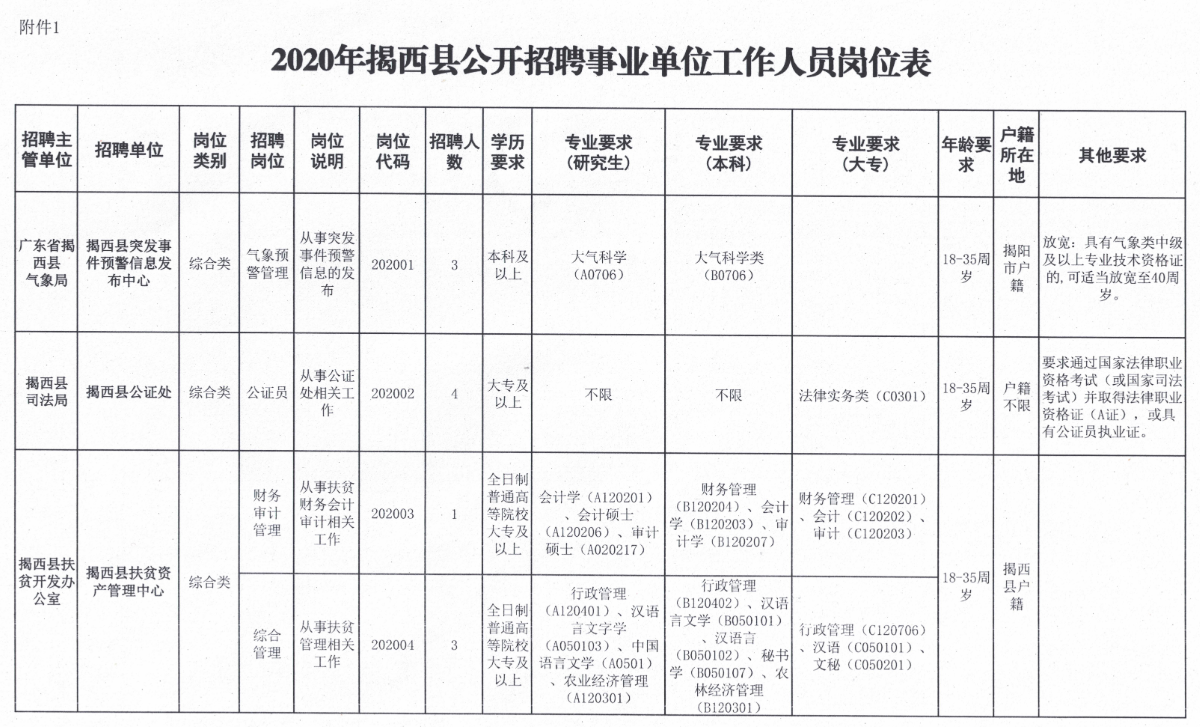 附件1
2020年揭西县公开招聘事业单位工作人员岗位表
招聘主
管单位
招聘单位
岗位
类别
招聘
岗位
岗位
说明
岗位
代码
招聘人
数
学历
要求
专业要求
(研究生)
专业要求
(本科)
专业要求
(大专)
年龄要
求
户籍
所在
地
其他要求
广东省揭
西县
气象局
揭西县突发事
件预警信息发
布中心
综合类
气象预
警管理
从事突发
事件预警
信息的发
布
202001
3
本科及
以上
大气科学
(A0706)
大气科学类
(B0706)
18-35周
岁
揭阳
市户
籍
放宽：具有气象类中级
及以上专业技术资格证
的,可适当放宽至40周
岁。
揭西县
司法局
揭西县公证处
综合类
公证员
从事公证
处相关工
作
202002
4
大专及
以上
不限
不限
法律实务类（C0301）
18-35周
岁
户籍
不限
要求通过国家法律职业
资格考试（或国家司法
考试）并取得法律职业
资格证（A证），或具
有公证员执业证。
揭西县扶
贫开发办
公室
揭西县扶贫资
产管理中心
综合类
财务
审计
管理
从事扶贫
财务会计
审计相关
工作
202003
1
全日制
普通高
等院校
大专及
以上
会计学（A120201）
、会计硕士
（A120206）、审计
硕士（A020217）
财务管理
（B120204）、会计
学（B120203）、审
计学（B120207）
财务管理（C120201）
、会计（C120202）、
审计（C120203）
18-35周
岁
揭西
县户
籍
综合
管理
从事扶贫
管理相关
工作
202004
3
全日制
普通高
等院校
大专及
以上
行政管理
（A120401）、汉语
言文字学
（A050103）、中国
语言文学（A0501）
、农业经济管理
（A120301）
行政管理
（B120402）、汉语
言文学（B050101）
、汉语言
（B050102）、秘书
学（B050107）、农
林经济管理
（B120301）
行政管理（C120706）
、汉语（C050101）、
文秘（C050201）